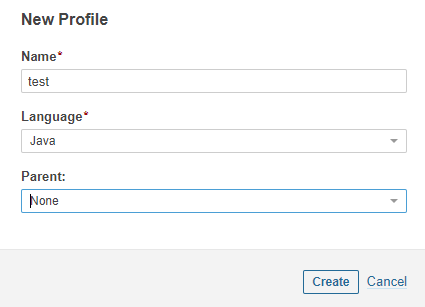 New Profile
Name*
test
Language*
Java
Parent:
None
Create Cancel